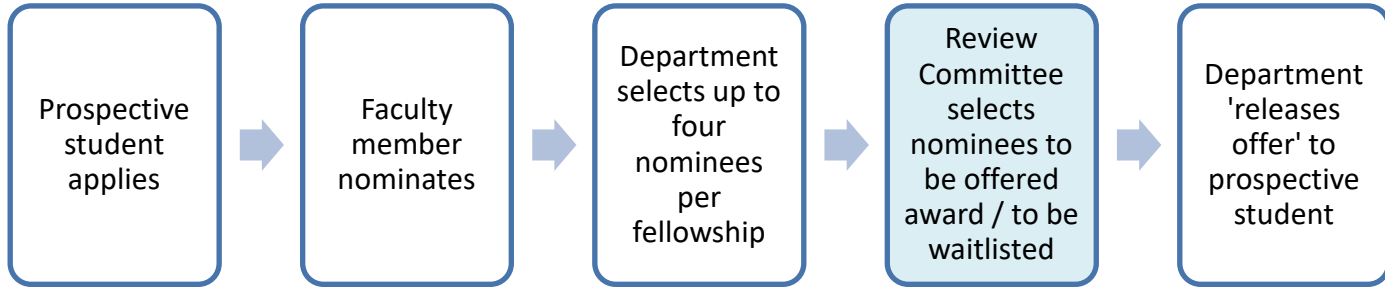 Prospective
student
applies
Faculty
member
nominates
Department
selects up to
four
nominees
per
fellowship
Review
Committee
selects
nominees to
be offered
award / to be
waitlisted
Department
'releases
offer' to
prospective
student